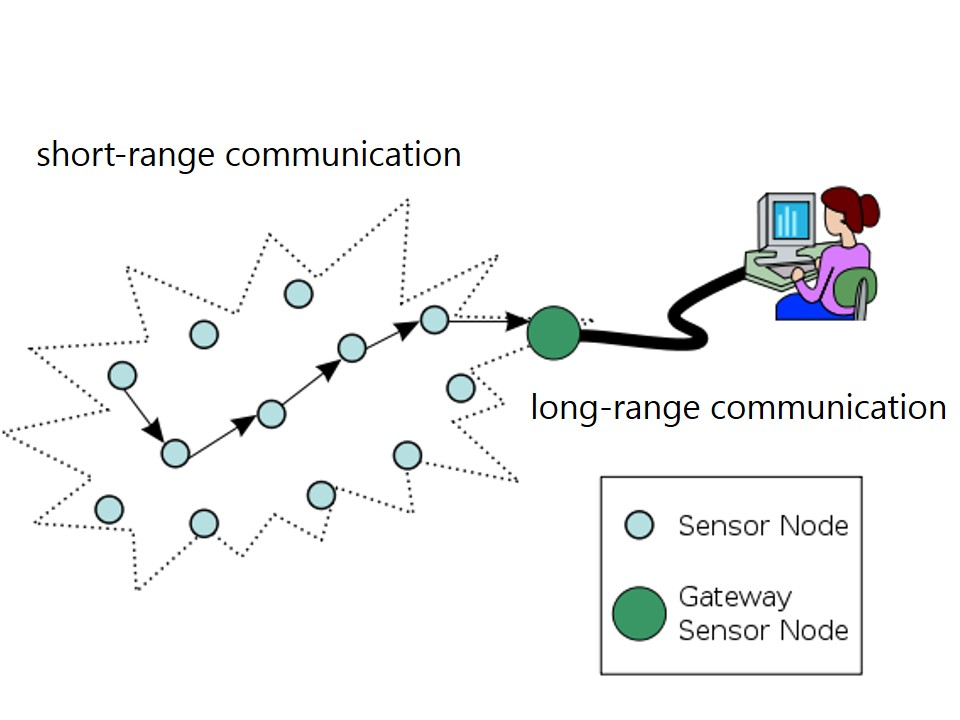 short-range communication
long-range communication
Sensor Node
Gateway
Sensor Node